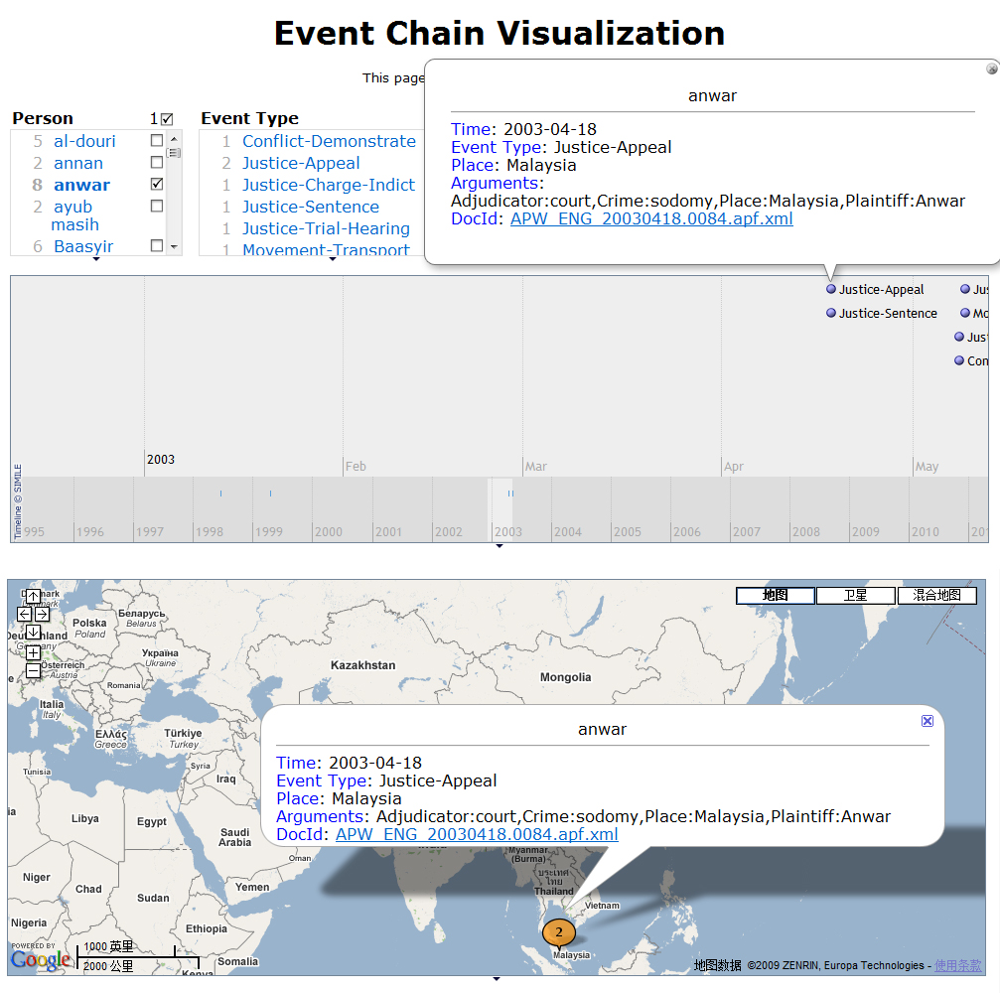 Event Chain Visualization
This page
anwar
Time: 2003-04-18
Event Type: Justice-Appeal
Place: Malaysia
Arguments:
Adjudicator:court,Crime:sodomy,Place:Malaysia,Plaintiff:Anwar
DocId: APW_ENG_20030418.0084.apf.xml
Person 1
5 al-douri
2 annan
8 anwar
2 ayub
masih
6 Baasyir
Event Type
1 Conflict-Demonstrate
2 Justice-Appeal
1 Justice-Charge-Indict
1 Justice-Sentence
1 Justice-Trial-Hearing
1 Movement-Transport
Justice-Appeal Jus
Justice-Sentence Mo
Just
Con
2003 Feb Mar Apr May
Timeline © SIMILE
995 1996 1997 1998 1999 2000 2001 2002 2003 2004 2005 2006 2007 2008 2009 2010 201
地图 卫星 混合地图
Polska
Poland
Беларусь
Belarus
Україна
Ukraine
Österreich
Austria
Romania
Italia
Italy
Ελλάς
Greece
Türkiye
Turkey
Kazakhstan
Mongolia
Tunisia
Syria
Iraq
Libya
Egypt
Saudi
Arabia
Oman
Niger
Chad
Sudan
Yemen
Nigeria
Ethiopia
Somalia
Kenya
anwar
Time: 2003-04-18
Event Type: Justice-Appeal
Place: Malaysia
Arguments: Adjudicator:court,Crime:sodomy,Place:Malaysia,Plaintiff:Anwar
DocId: APW_ENG_20030418.0084.apf.xml
Myanmar
(Burma)
ประเทศ
ไทย
Thailand
Vietnam
2
Malaysia
POWERED BY
Google
1000 英里
2000 公里
地图数据 ©2009 ZENRIN, Europa Technologies - 使用条款